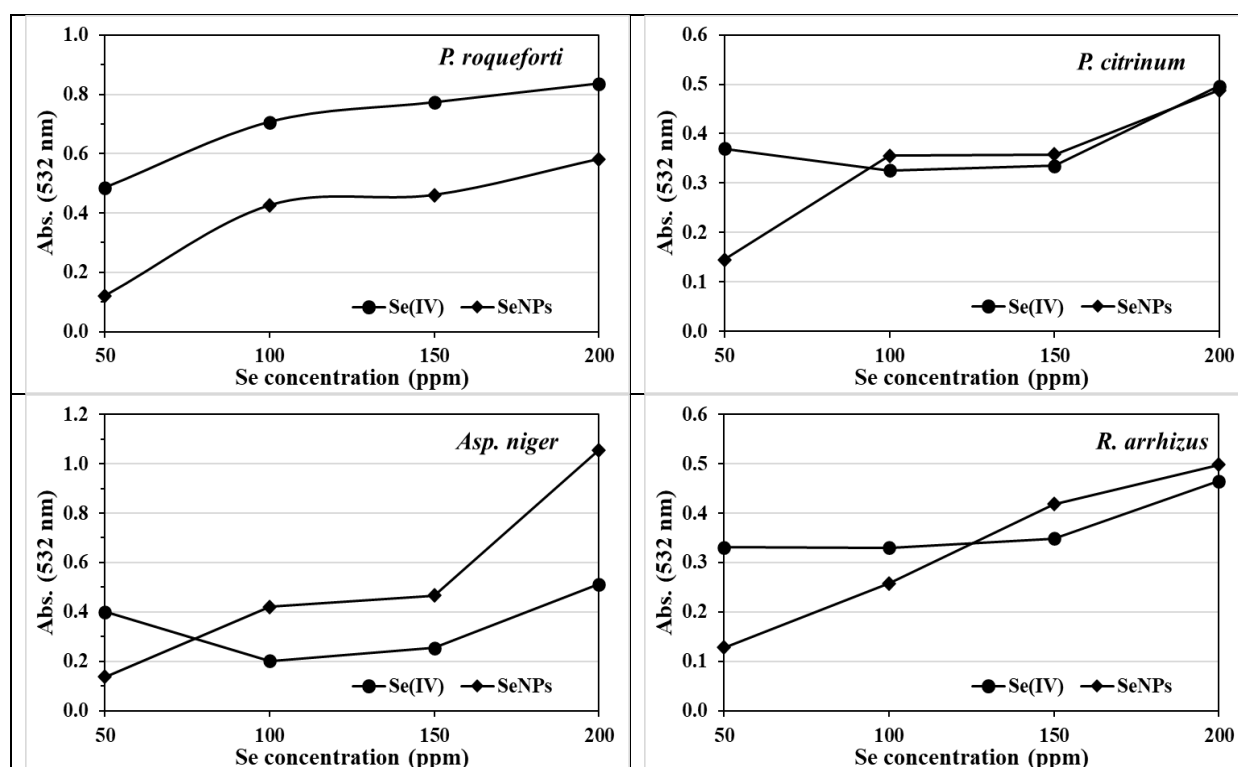 P. roqueforti
Abs. (532 nm)
1.0
0.8
0.6
0.4
0.2
0.0
Se(IV) SeNPs
50 100 150 200
Se concentration (ppm)
P. citrinum
Abs. (532 nm)
0.6
0.5
0.4
0.3
0.2
0.1
0.0
Se(IV) SeNPs
50 100 150 200
Se concentration (ppm)
Asp. niger
Abs. (532 nm)
1.2
1.0
0.8
0.6
0.4
0.2
0.0
Se(IV) SeNPs
50 100 150 200
Se concentration (ppm)
R. arrhizus
Abs. (532 nm)
0.6
0.5
0.4
0.3
0.2
0.1
0.0
Se(IV) SeNPs
50 100 150 200
Se concentration (ppm)